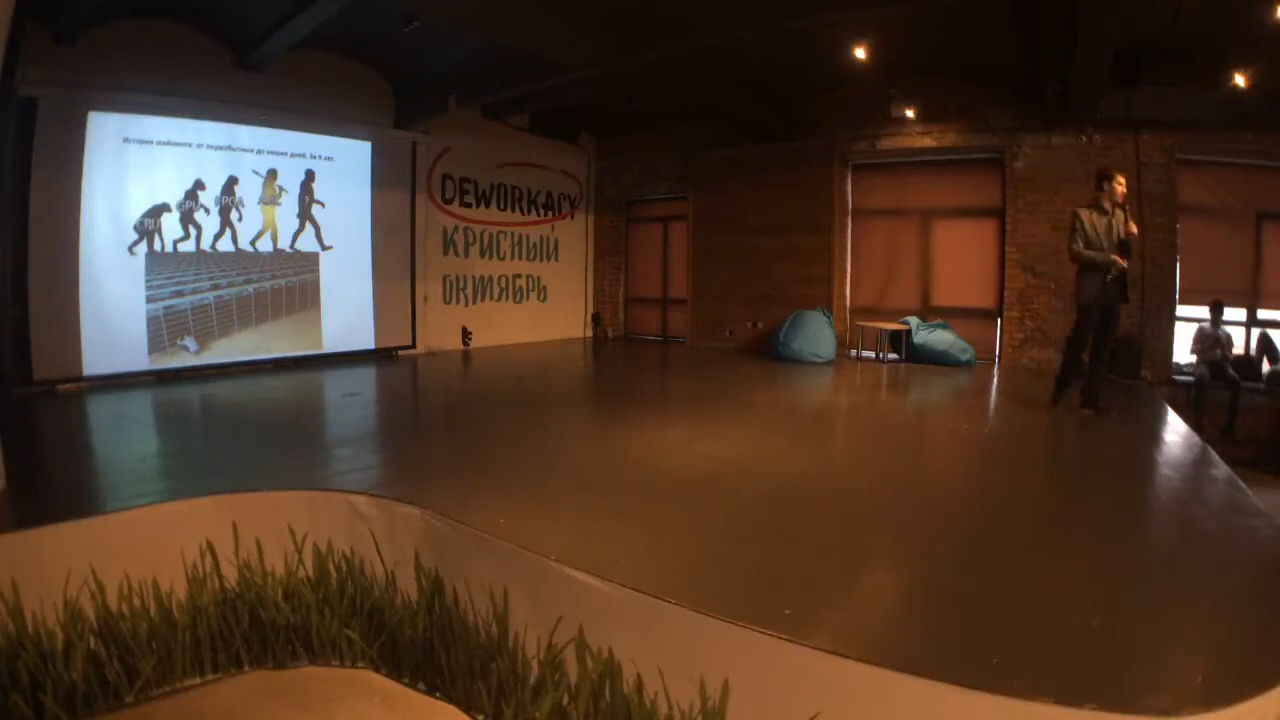 История майнинга: от первобытных до наших дней. За 9 лет.
CPU
GPU
FPGA
ASIC
DEWORKACY
КРАСНЫЙ
ОКТЯБРЬ